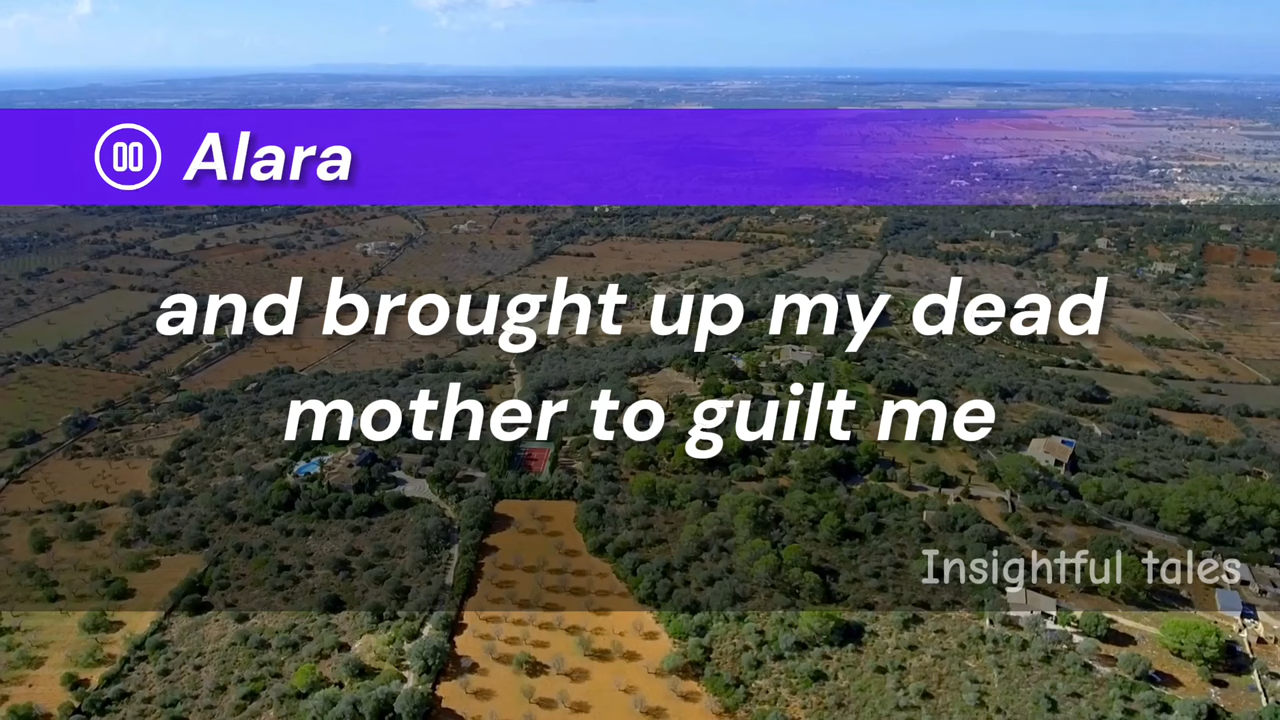 Alara
and brought up my dead
mother to guilt me
Insightful tales